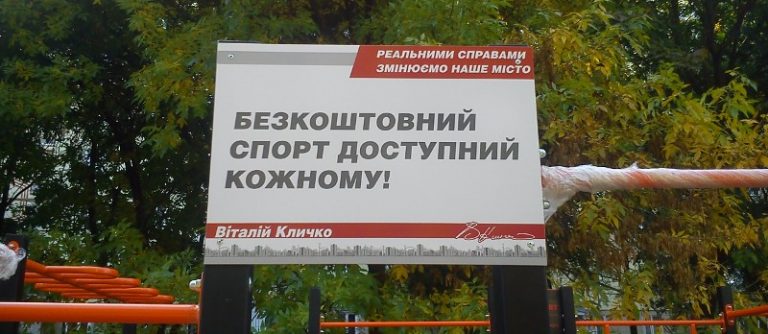 РЕАЛЬНИМИ СПРАВАМИ
ЗМІНЮЄМО НАШЕ МІСТО
БЕЗКОШТОВНИЙ
СПОРТ ДОСТУПНИЙ
КОЖНОМУ!
Віталій Кличко